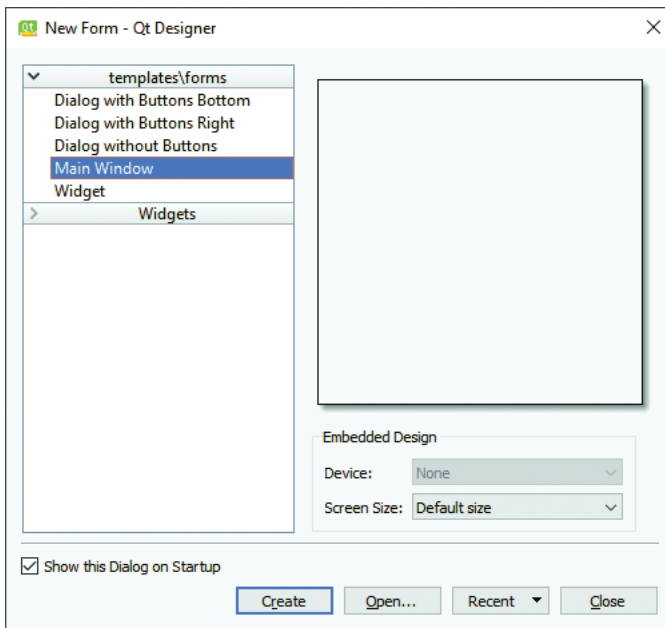 New Form - Qt Designer
templates\forms
Dialog with Buttons Bottom
Dialog with Buttons Right
Dialog without Buttons
Main Window
Widget
Widgets
Embedded Design
Device: None
Screen Size: Default size
Show this Dialog on Startup
Create Open... Recent Close